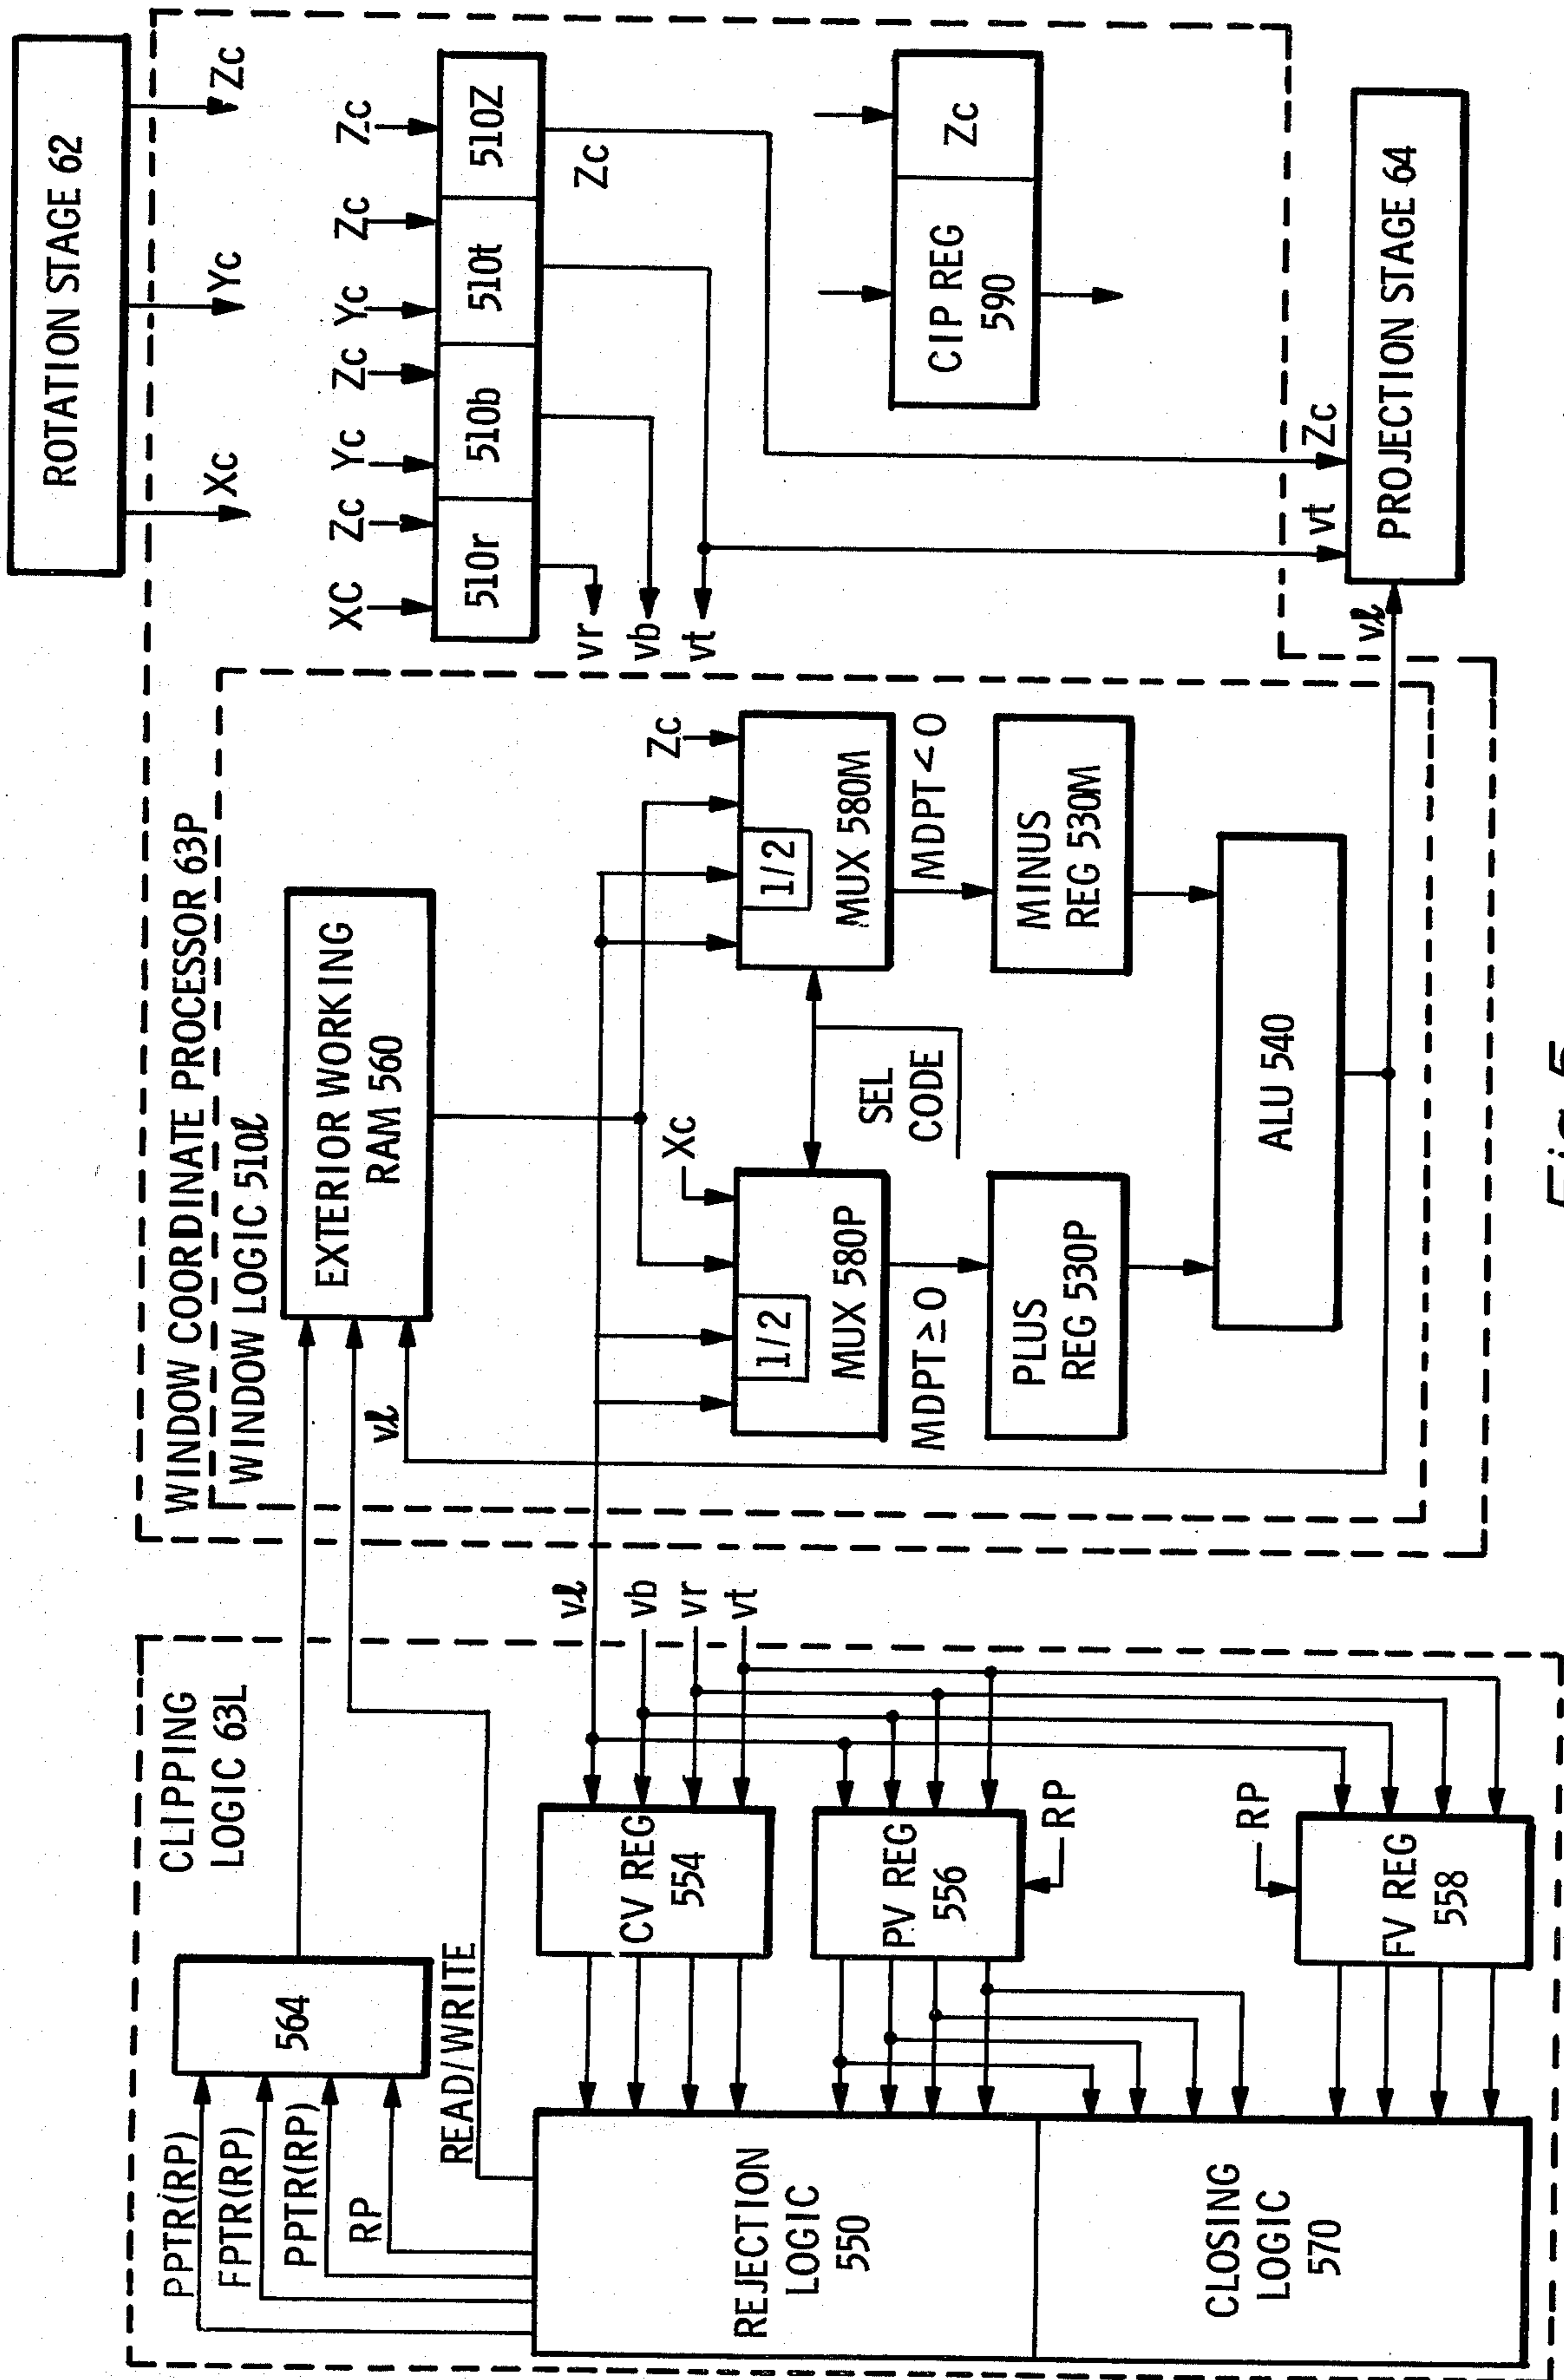 CLIPPING
LOGIC 63L
PPTR(RP)
FPTR(RP)
PPTR(RP)
RP
564
READ/WRITE
REJECTION
LOGIC
550
CLOSING
LOGIC
570
CV REG
554
PV REG
556
RP
FV REG
558
RP
vℓ
vb
vr
vt
WINDOW COORDINATE PROCESSOR 63P
WINDOW LOGIC 510ℓ
EXTERIOR WORKING
RAM 560
vℓ
Xc
Zc
1/2
MUX 580P
1/2
MUX 580M
SEL
CODE
MDPT ≥ 0
MDPT < 0
PLUS
REG 530P
MINUS
REG 530M
ALU 540
ROTATION STAGE 62
Xc
Yc
Zc
XC
Zc
Yc
Zc
Yc
Zc
Zc
510r
510b
510t
510Z
vr
vb
vt
Zc
CIP REG
590
Zc
vℓ
vt
Zc
PROJECTION STAGE 64
Fig. 5